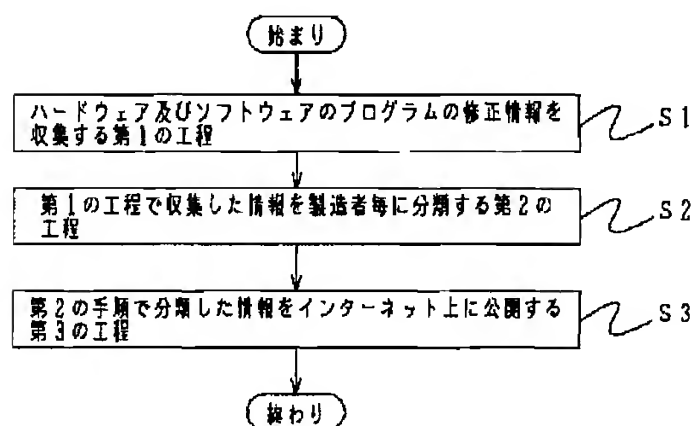 始まり
ハードウェア及びソフトウェアのプログラムの修正情報を
収集する第1の工程
S1
第1の工程で収集した情報を製造者毎に分類する第2の
工程
S2
第2の手順で分類した情報をインターネット上に公開する
第3の工程
S3
終わり